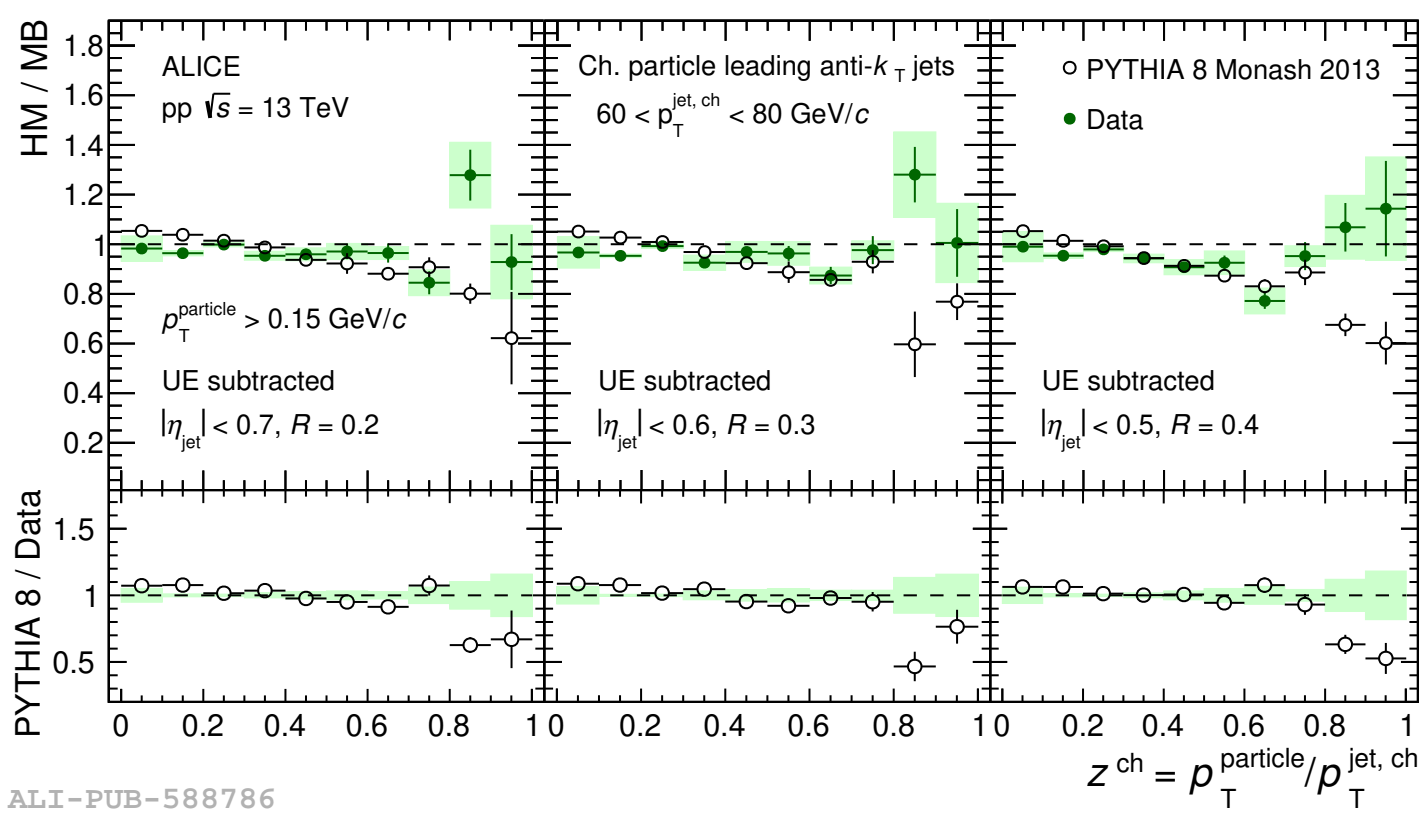 HM / MB
1.8
1.6
1.4
1.2
1
0.8
0.6
0.4
0.2
ALICE
pp √s = 13 TeV
p_T^particle > 0.15 GeV/c
UE subtracted
|η_jet| < 0.7, R = 0.2
Ch. particle leading anti-k_T jets
60 < p_T^jet, ch < 80 GeV/c
UE subtracted
|η_jet| < 0.6, R = 0.3
PYTHIA 8 Monash 2013
Data
UE subtracted
|η_jet| < 0.5, R = 0.4
PYTHIA 8 / Data
1.5
1
0.5
0 0.2 0.4 0.6 0.8 1 0 0.2 0.4 0.6 0.8 1 0 0.2 0.4 0.6 0.8 1
z^ch = p_T^particle/p_T^jet, ch
ALI-PUB-588786